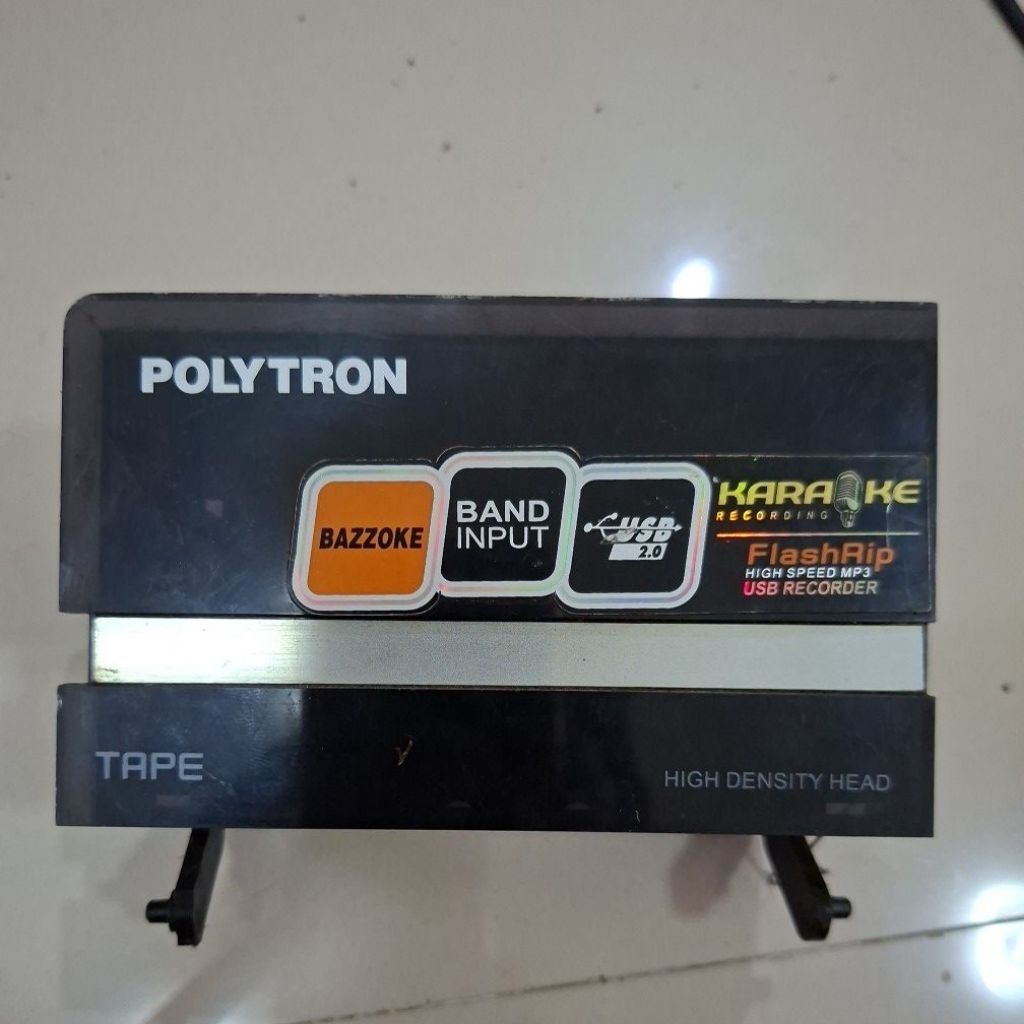 POLYTRON
BAZZOKE
BAND
INPUT
USB
2.0
KARAOKE
RECORDING
FlashRip
HIGH SPEED MP3
USB RECORDER
TAPE
HIGH DENSITY HEAD